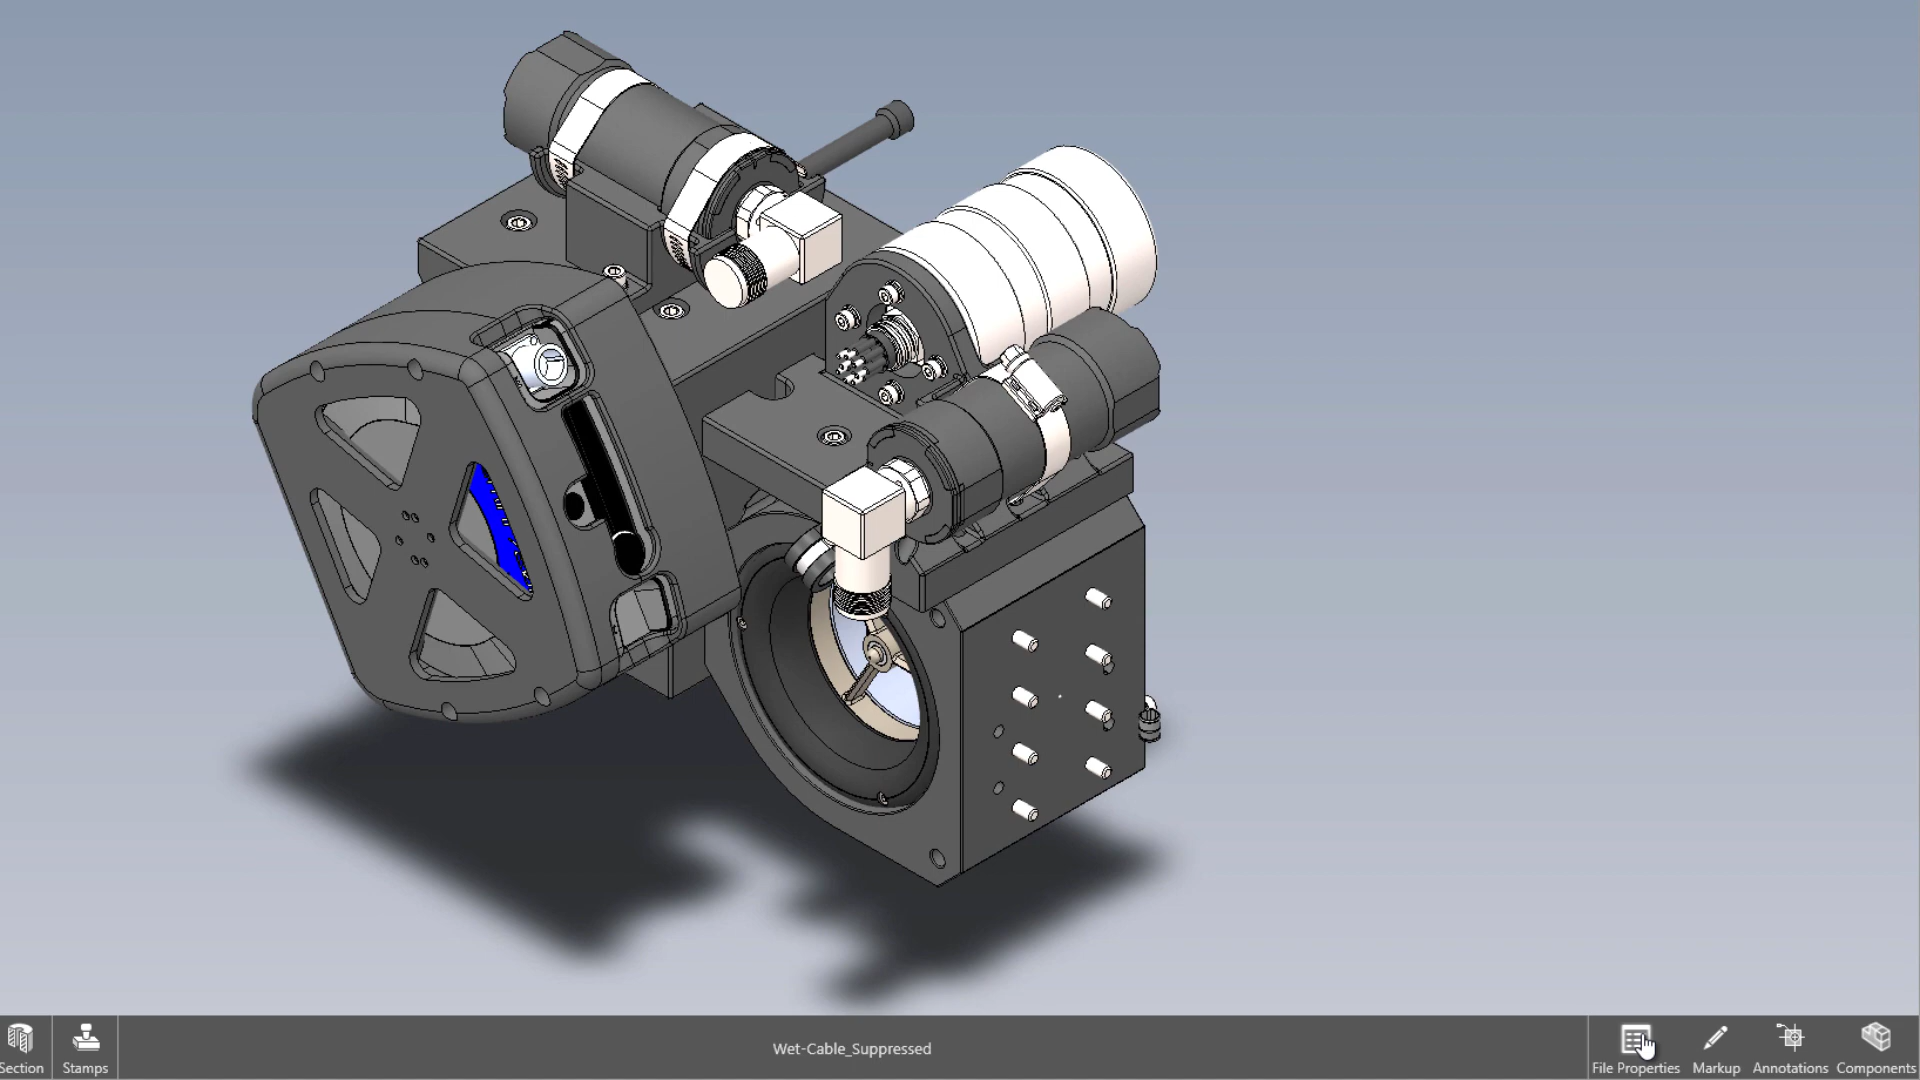 Section
Stamps
Wet-Cable_Suppressed
File Properties
Markup
Annotations
Components